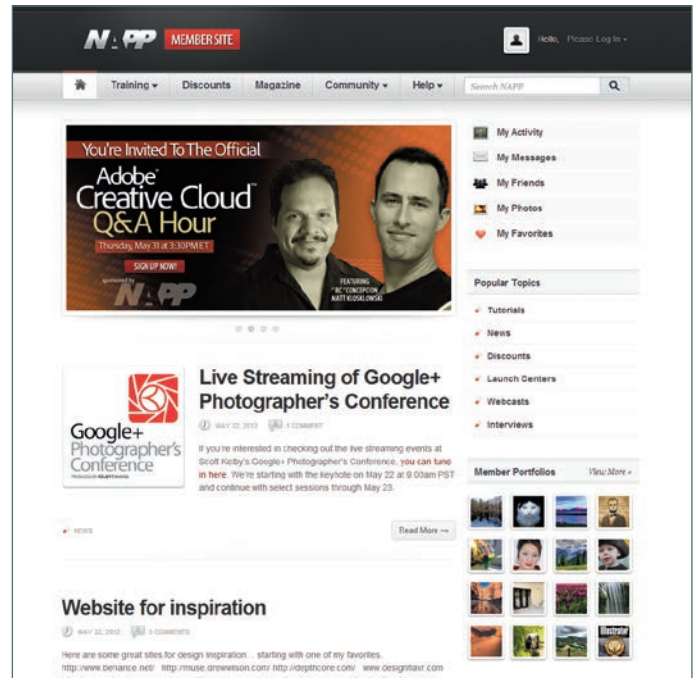 NAPP MEMBER SITE
Hello, Please Log In
Training Discounts Magazine Community Help Search NAPP
You're Invited To The Official
Adobe®
Creative Cloud™
Q&A Hour
Thursday, May 31 at 3:30PM ET
SIGN UP NOW!
sponsored by
NAPP
FEATURING
"RC" CONCEPCION
MATT KLOSKOWSKI
My Activity
My Messages
My Friends
My Photos
My Favorites
Popular Topics
Tutorials
News
Discounts
Launch Centers
Webcasts
Interviews
Member Portfolios View More »
Illustrator
Google+
Photographer's
Conference
Live Streaming of Google+
Photographer's Conference
MAY 22, 2012 1 COMMENT
If you're interested in checking out the live streaming events at
Scott Kelby's Google+ Photographer's Conference, you can tune
in here. We're starting with the keynote on May 22 at 9:00am PST
and continue with select sessions through May 23.
NEWS
Read More →
Website for inspiration
MAY 22, 2012 3 COMMENTS
Here are some great sites for design inspiration... starting with one of my favorites.
http://www.behance.net/ http://muse.drewwilson.com/ http://depthcore.com/ www.designflavr.com